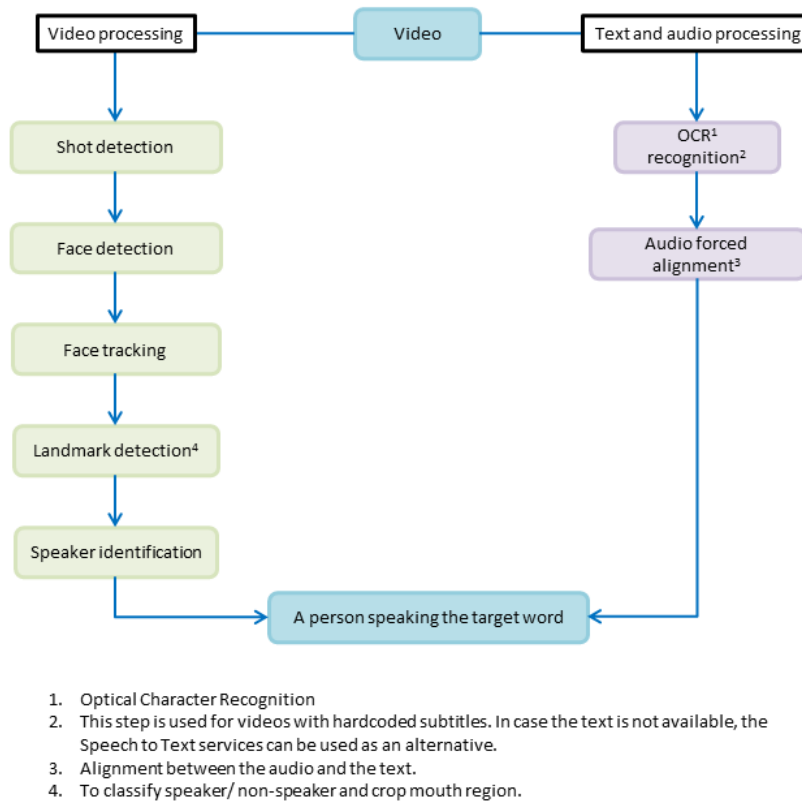 Video processing
Video
Text and audio processing
Shot detection
OCR¹
recognition²
Face detection
Audio forced
alignment³
Face tracking
Landmark detection⁴
Speaker identification
A person speaking the target word
1. Optical Character Recognition
2. This step is used for videos with hardcoded subtitles. In case the text is not available, the
Speech to Text services can be used as an alternative.
3. Alignment between the audio and the text.
4. To classify speaker/ non-speaker and crop mouth region.